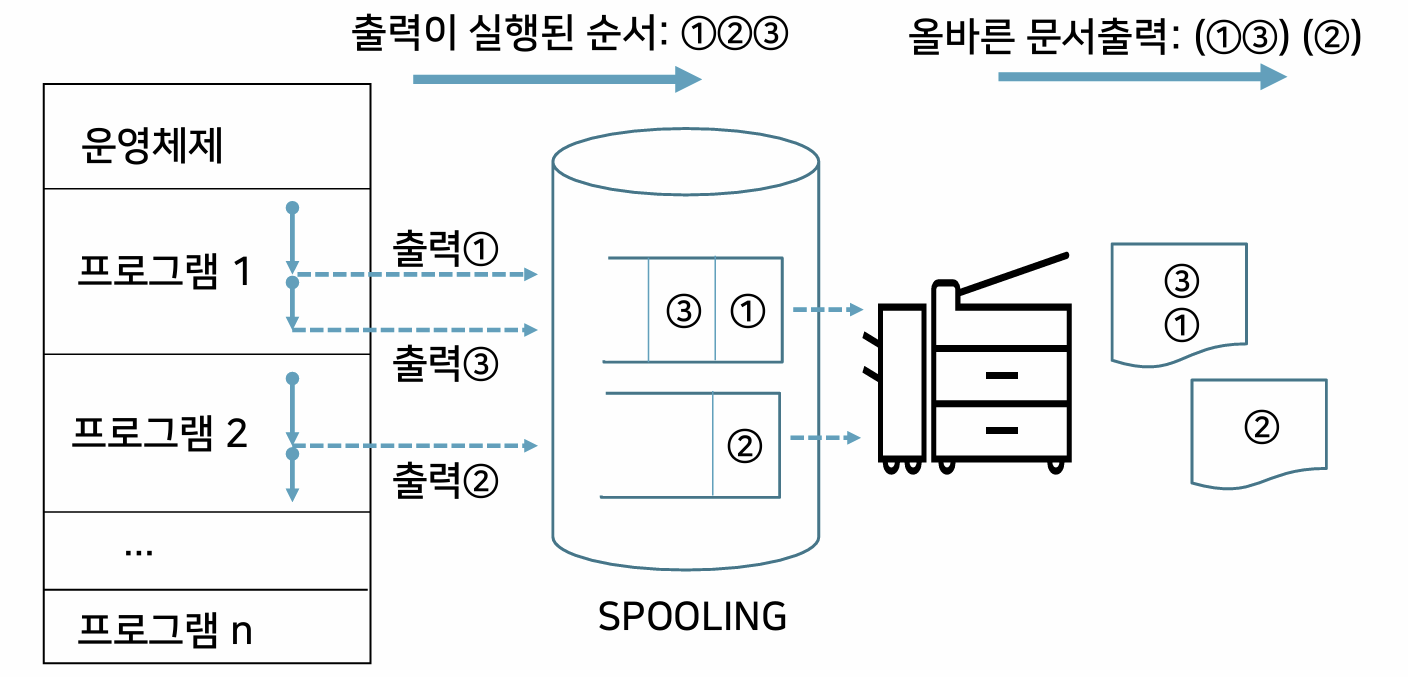 출력이 실행된 순서: ①②③
올바른 문서출력: (①③) (②)
운영체제
프로그램 1
출력①
출력③
프로그램 2
출력②
...
프로그램 n
③
①
②
SPOOLING
③
①
②